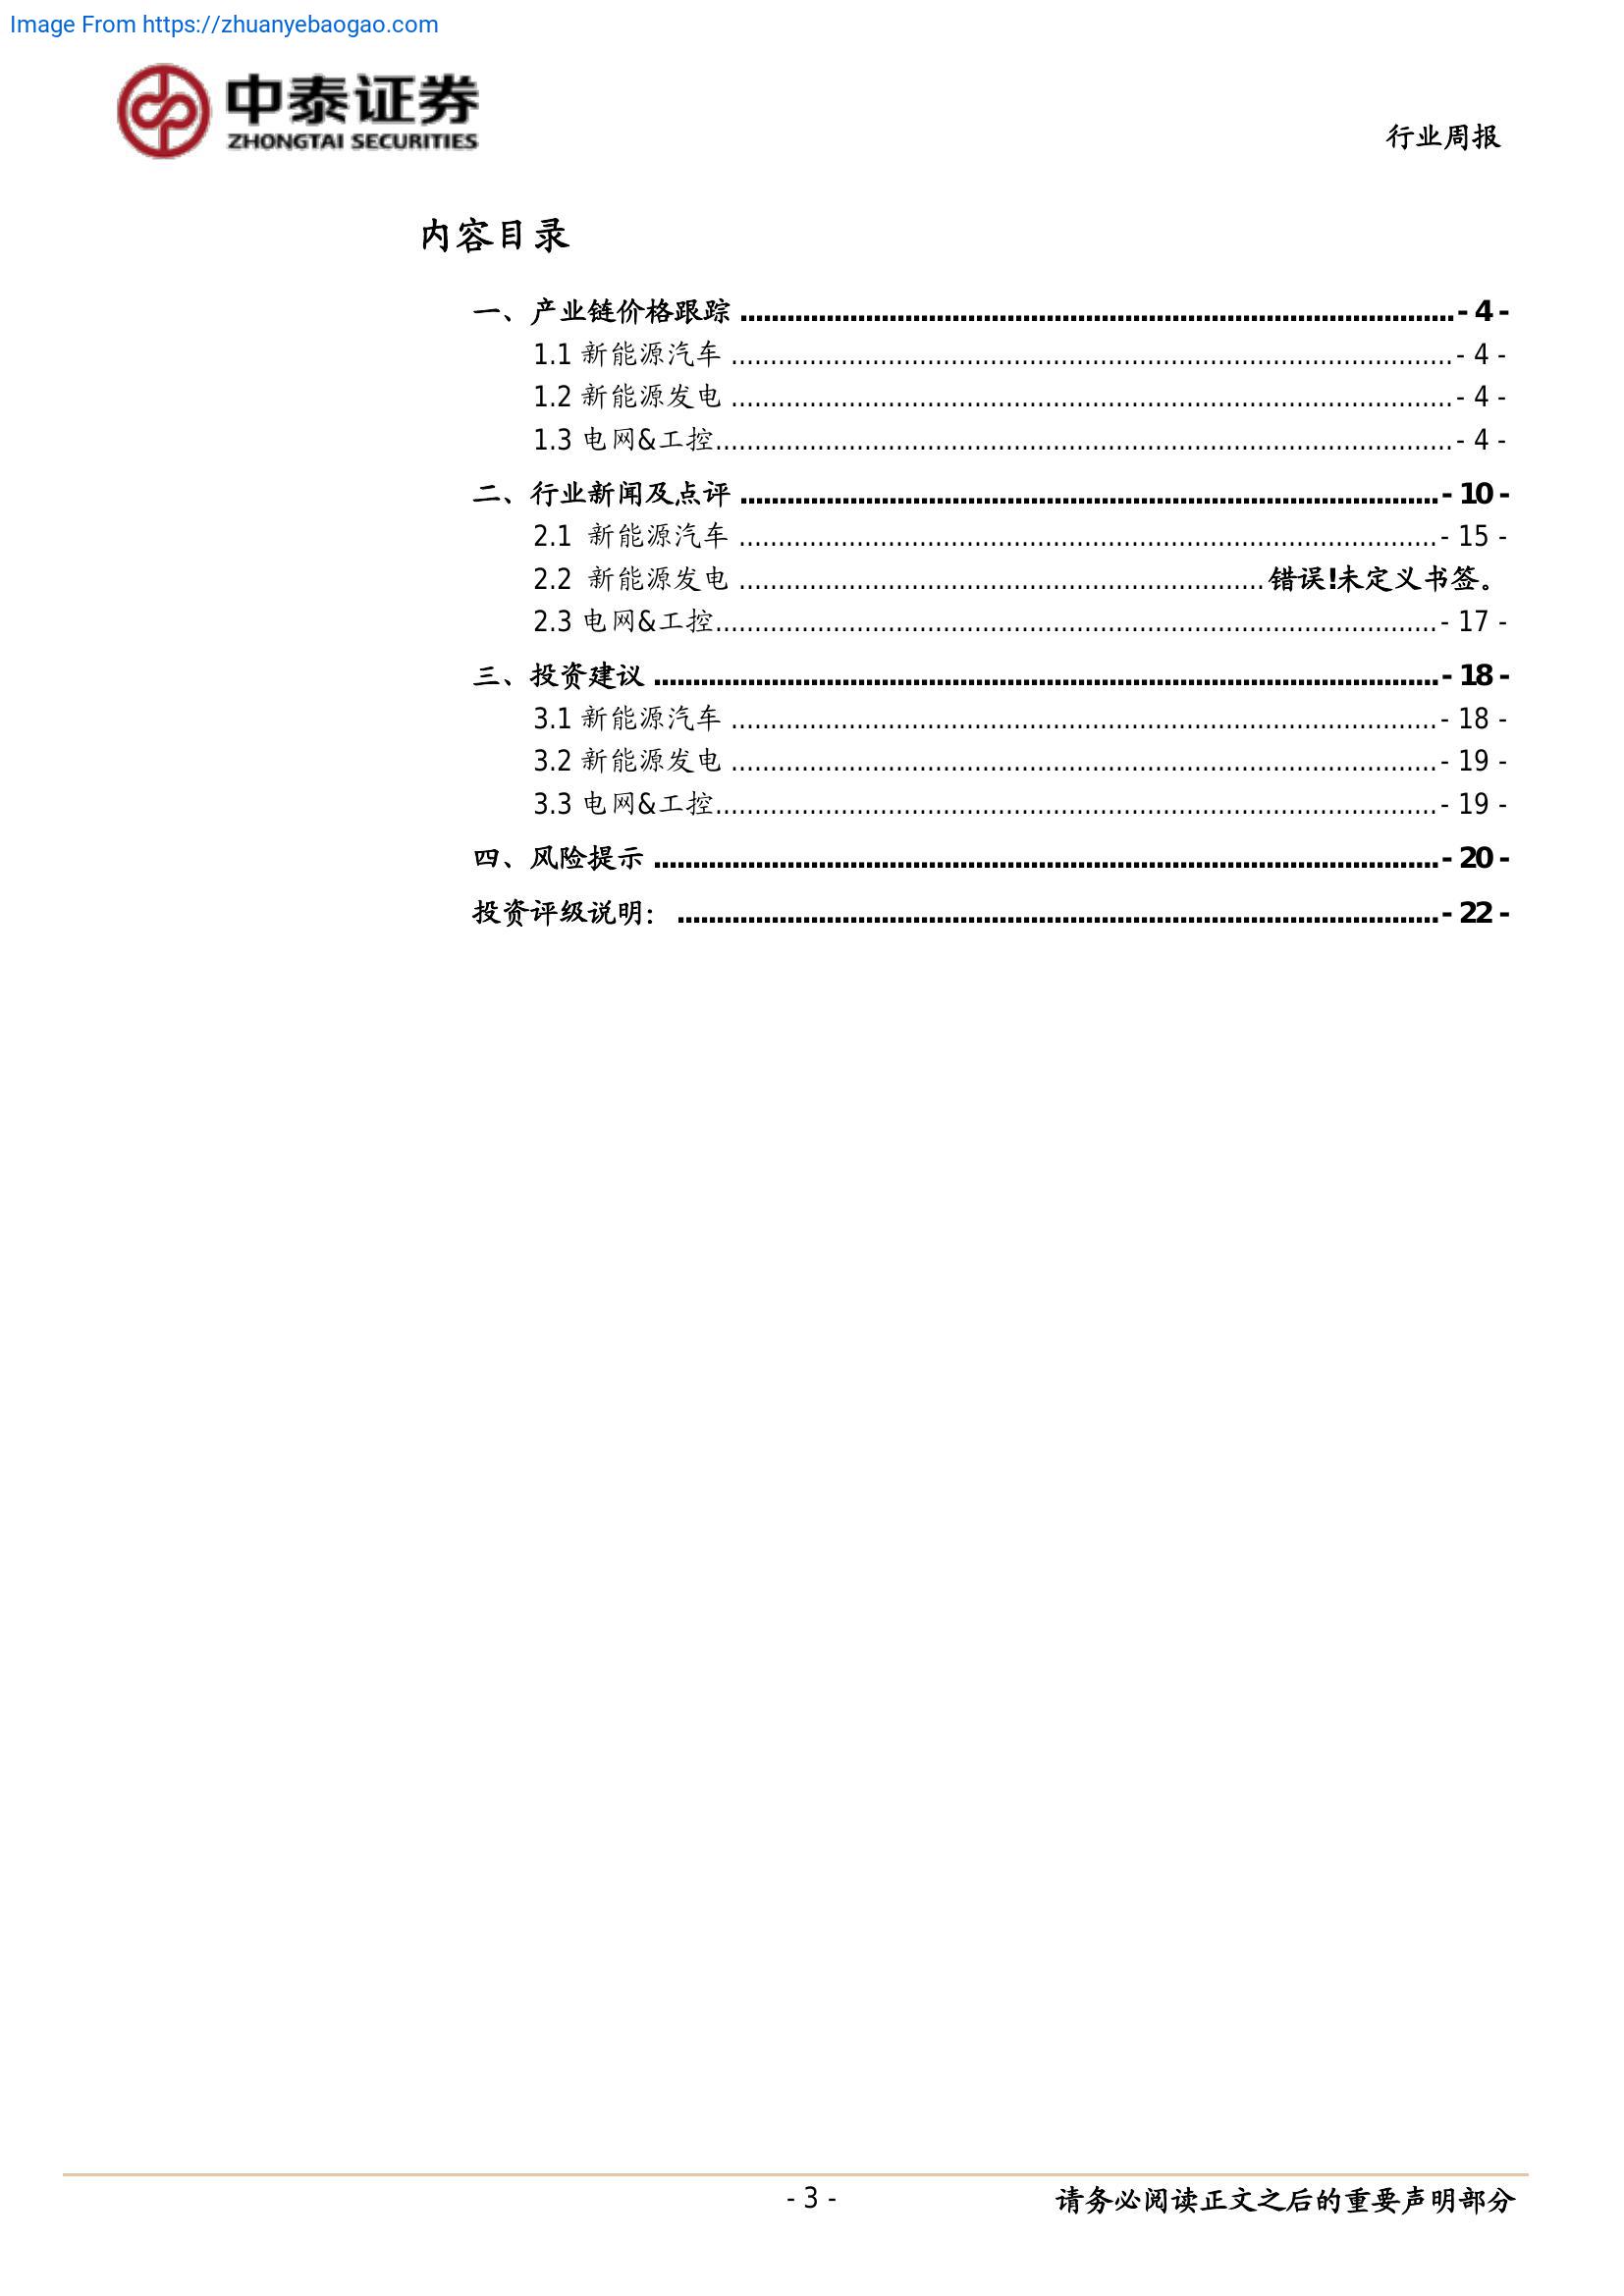 Image From https://zhuanyebaogao.com
中泰证券
ZHONGTAI SECURITIES
行业周报
内容目录
一、产业链价格跟踪 ........................................ - 4 -
1.1 新能源汽车 ........................................ - 4 -
1.2 新能源发电 ........................................ - 4 -
1.3 电网&工控........................................ - 4 -
二、行业新闻及点评 ........................................ - 10 -
2.1 新能源汽车 ........................................ - 15 -
2.2 新能源发电 ........................................ 错误!未定义书签。
2.3 电网&工控........................................ - 17 -
三、投资建议 ........................................ - 18 -
3.1 新能源汽车 ........................................ - 18 -
3.2 新能源发电 ........................................ - 19 -
3.3 电网&工控........................................ - 19 -
四、风险提示 ........................................ - 20 -
投资评级说明： ........................................ - 22 -
- 3 -
请务必阅读正文之后的重要声明部分